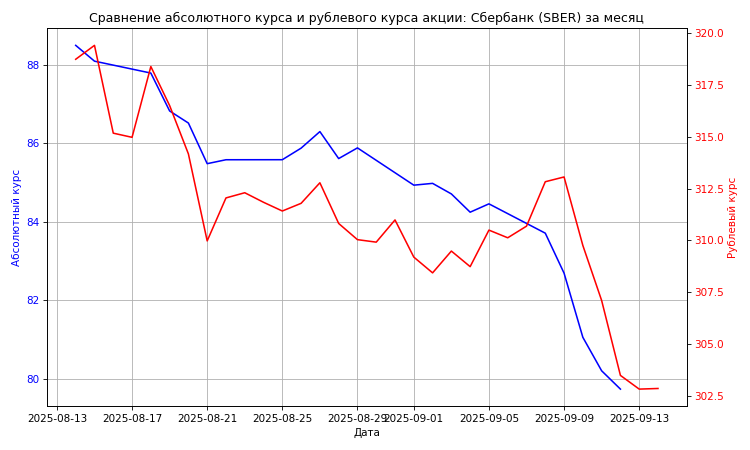 Сравнение абсолютного курса и рублевого курса акции: Сбербанк (SBER) за месяц
Абсолютный курс
88
86
84
82
80
320.0
317.5
315.0
312.5
310.0
307.5
305.0
302.5
Рублевый курс
2025-08-13 2025-08-17 2025-08-21 2025-08-25 2025-08-29 2025-09-01 2025-09-05 2025-09-09 2025-09-13
Дата